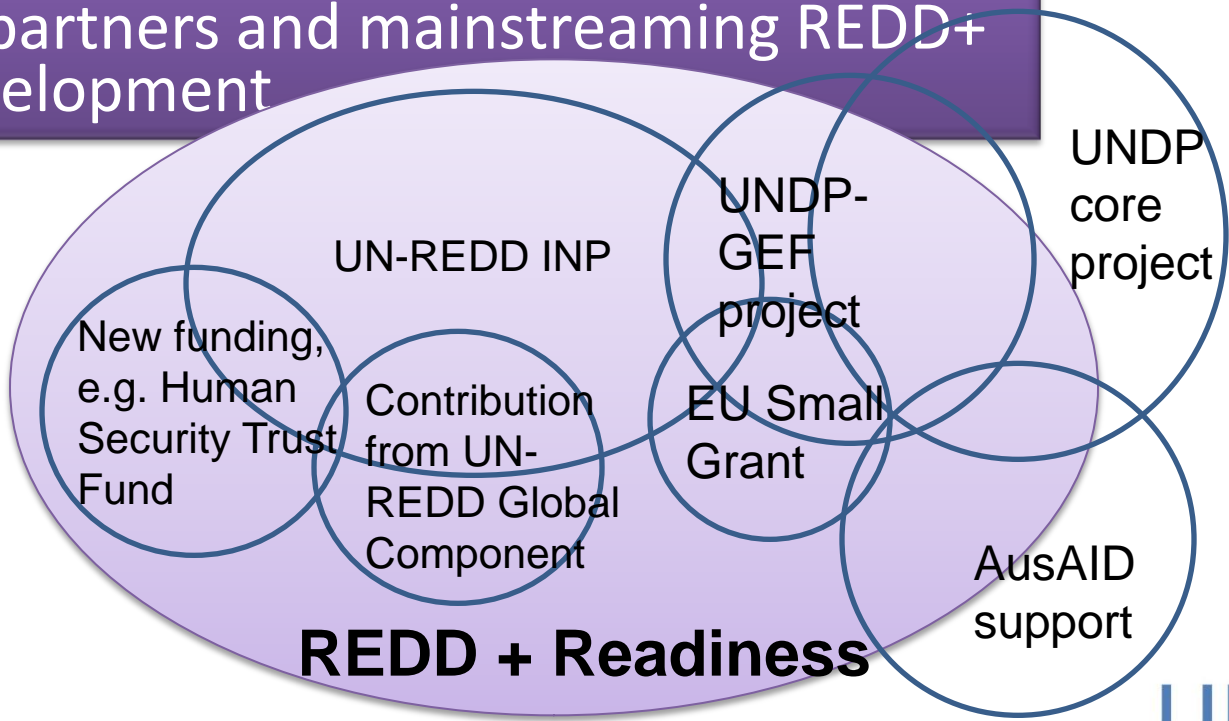 partners and mainstreaming REDD+
elopment
UNDP
core
project
UNDP-
GEF
project
UN-REDD INP
New funding,
e.g. Human
Security Trust
Fund
Contribution
from UN-
REDD Global
Component
EU Small
Grant
AusAID
support
REDD + Readiness